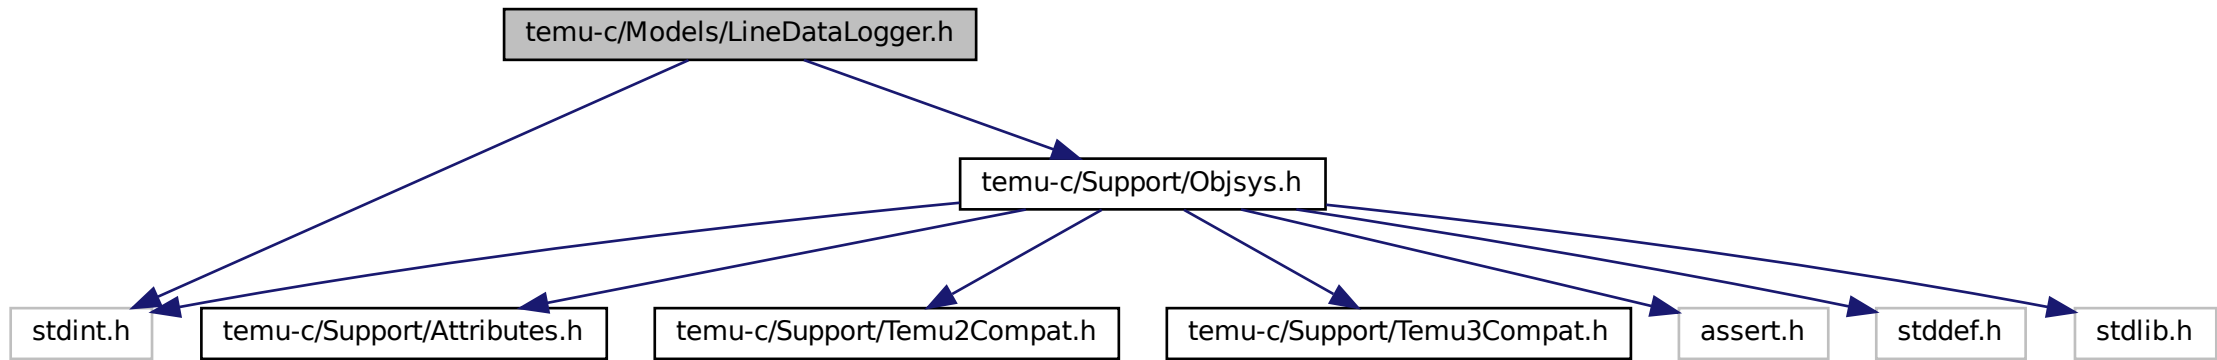 temu-c/Models/LineDataLogger.h
temu-c/Support/Objsys.h
stdint.h
temu-c/Support/Attributes.h
temu-c/Support/Temu2Compat.h
temu-c/Support/Temu3Compat.h
assert.h
stddef.h
stdlib.h